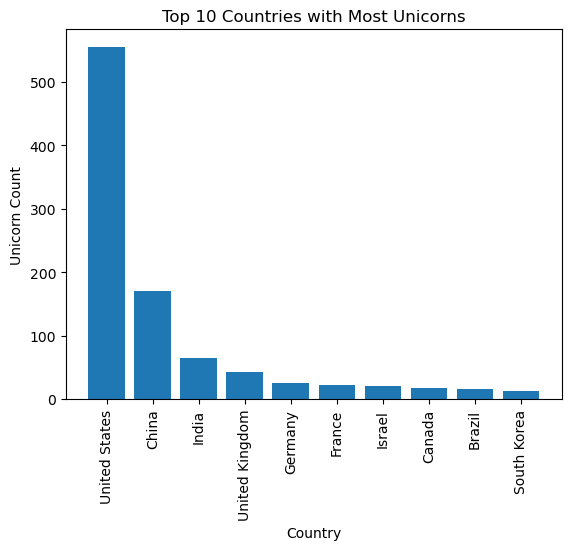 Top 10 Countries with Most Unicorns
Unicorn Count
500
400
300
200
100
0
United States
China
India
United Kingdom
Germany
France
Israel
Canada
Brazil
South Korea
Country